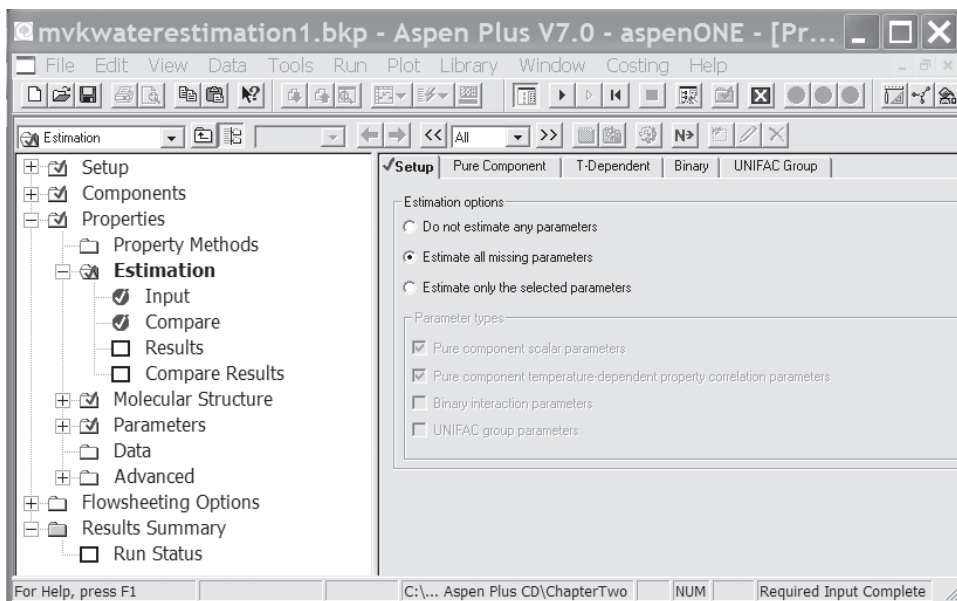 mvkwaterestimation1.bkp - Aspen Plus V7.0 - aspenONE - [Pr...
File Edit View Data Tools Run Plot Library Window Costing Help
Estimation << All >> N>
Setup Pure Component T-Dependent Binary UNIFAC Group
Setup
Components
Properties
Property Methods
Estimation
Input
Compare
Results
Compare Results
Molecular Structure
Parameters
Data
Advanced
Flowsheeting Options
Results Summary
Run Status
Estimation options
Do not estimate any parameters
Estimate all missing parameters
Estimate only the selected parameters
Parameter types
Pure component scalar parameters
Pure component temperature-dependent property correlation parameters
Binary interaction parameters
UNIFAC group parameters
For Help, press F1 C:\... Aspen Plus CD\ChapterTwo NUM Required Input Complete